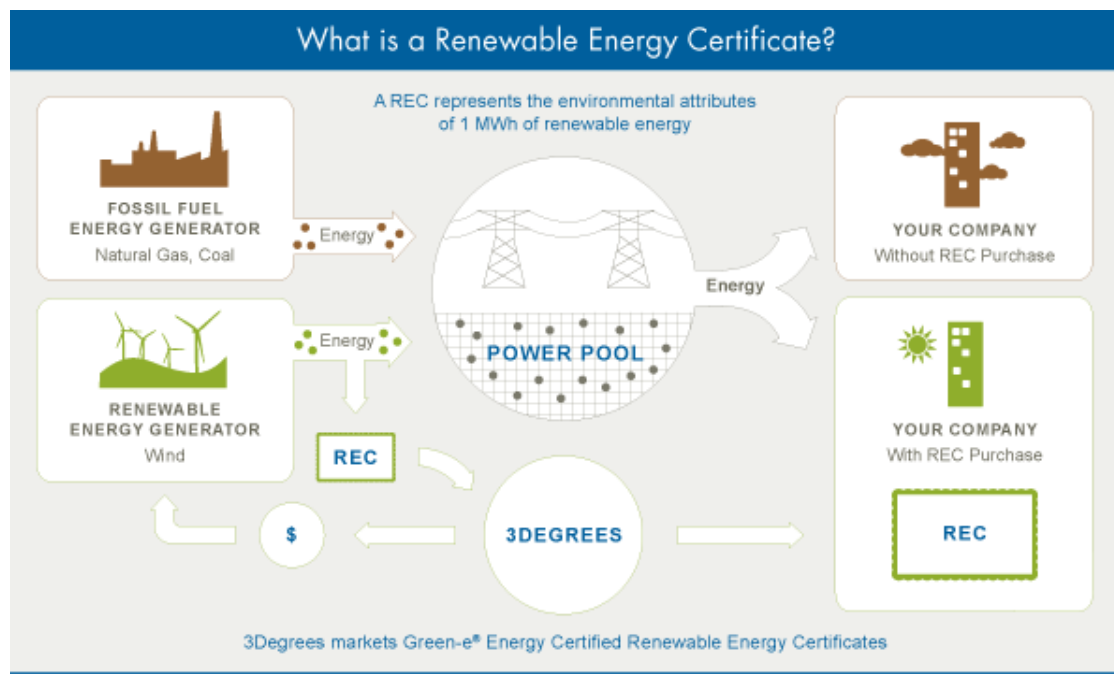 What is a Renewable Energy Certificate?
A REC represents the environmental attributes
of 1 MWh of renewable energy
FOSSIL FUEL
ENERGY GENERATOR
Natural Gas, Coal
Energy
RENEWABLE
ENERGY GENERATOR
Wind
Energy
POWER POOL
Energy
YOUR COMPANY
Without REC Purchase
YOUR COMPANY
With REC Purchase
REC
REC
$
3DEGREES
3Degrees markets Green-e® Energy Certified Renewable Energy Certificates